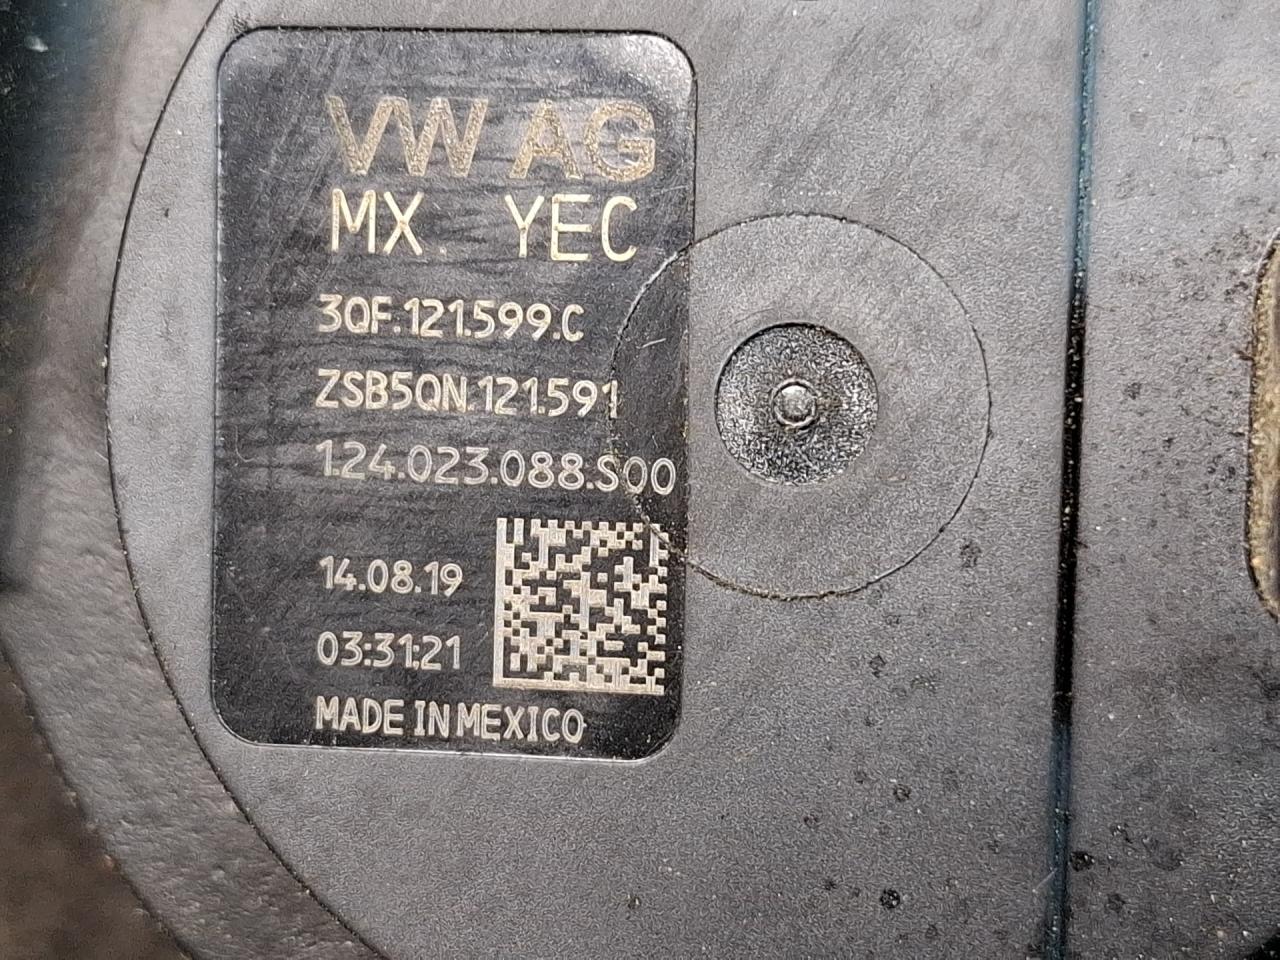 VW AG
MX YEC
3QF.121.599.C
ZSB5QN.121.591
1.24.023.088.S00
14.08.19
03:31:21
MADE IN MEXICO